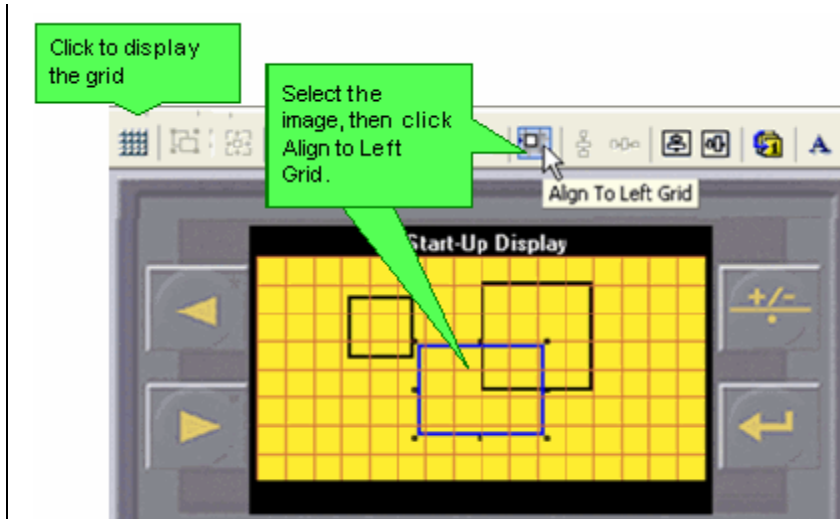 Click to display
the grid
Select the
image, then click
Align to Left
Grid.
A
Align To Left Grid
Start-Up Display
+/-